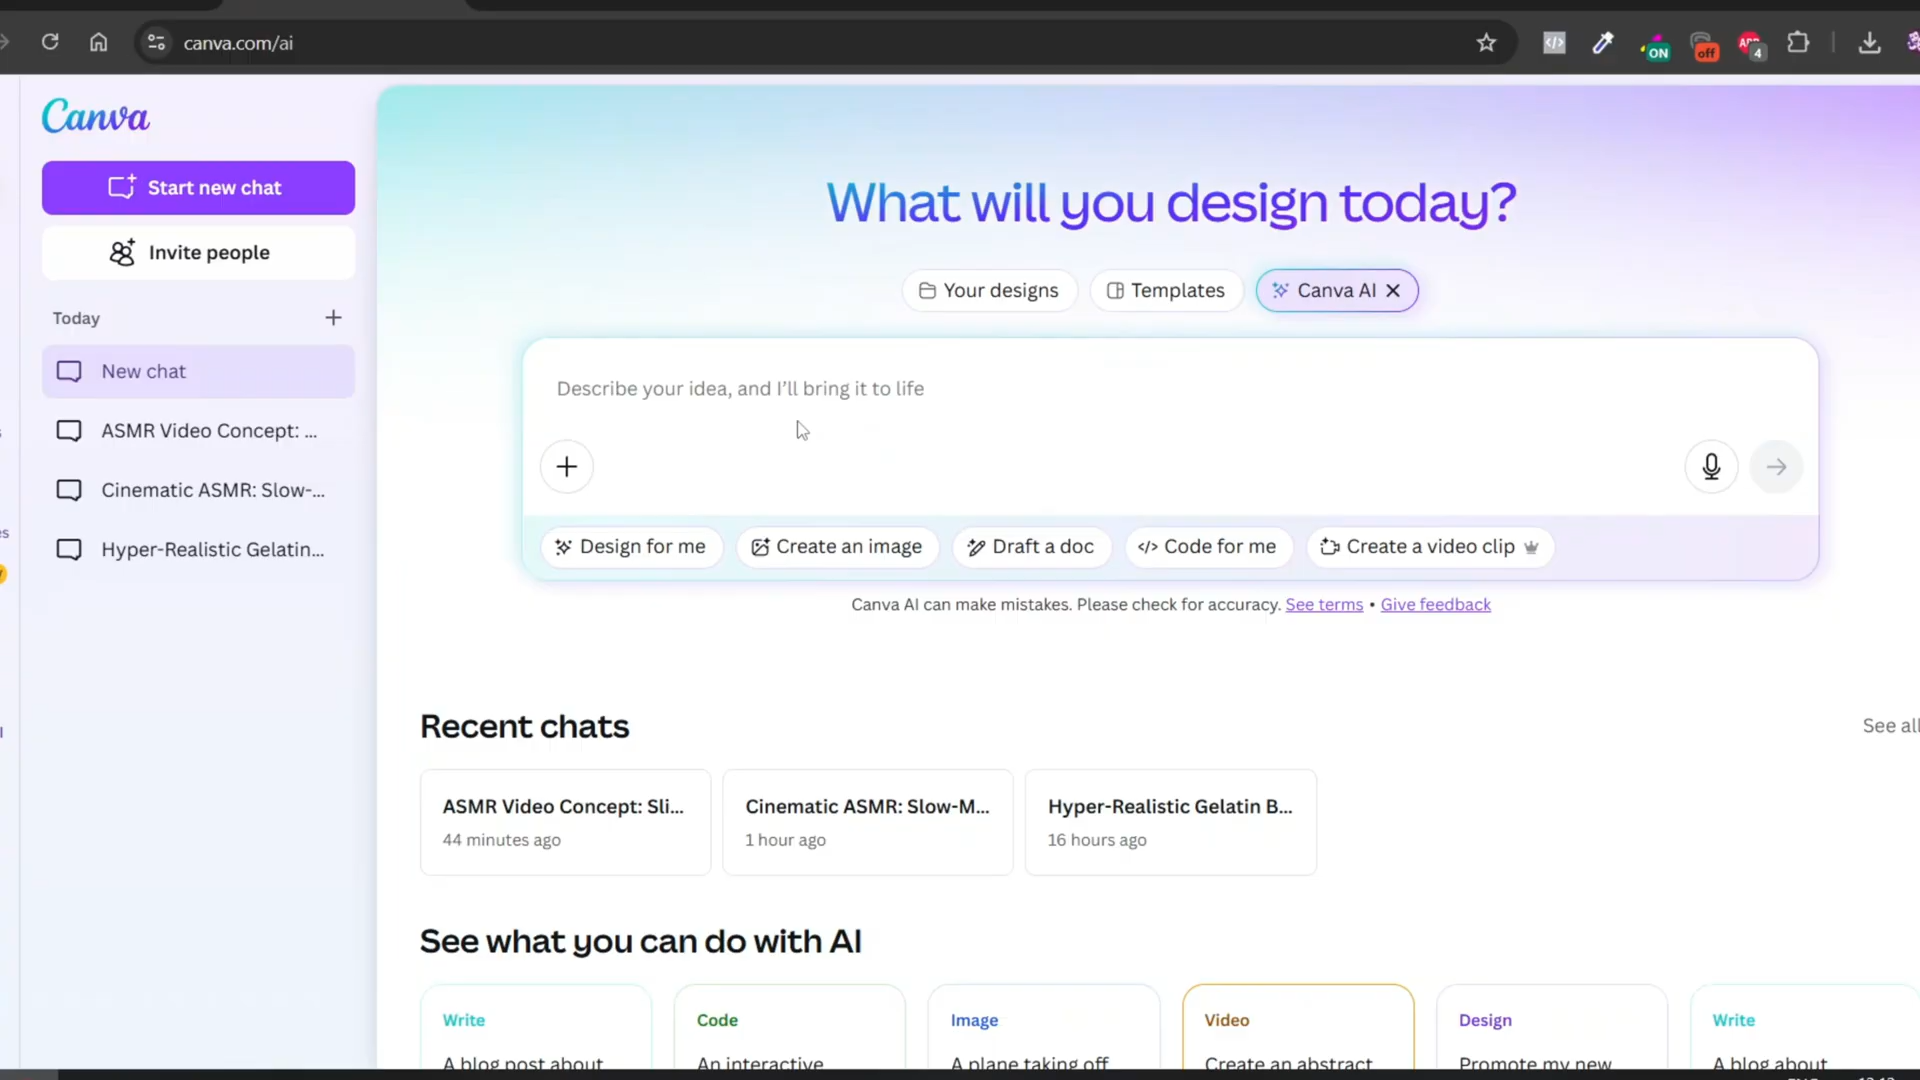 canva.com/ai
ON
off
ABP
4
Canva
Start new chat
Invite people
Today
New chat
ASMR Video Concept: ...
Cinematic ASMR: Slow-...
Hyper-Realistic Gelatin...
What will you design today?
Your designs
Templates
Canva AI
Describe your idea, and I'll bring it to life
Design for me
Create an image
Draft a doc
</> Code for me
Create a video clip
Canva AI can make mistakes. Please check for accuracy. See terms • Give feedback
Recent chats
See all
ASMR Video Concept: Sli...
44 minutes ago
Cinematic ASMR: Slow-M...
1 hour ago
Hyper-Realistic Gelatin B...
16 hours ago
See what you can do with AI
Write
A blog post about
Code
An interactive
Image
A plane taking off
Video
Create an abstract
Design
Promote my new
Write
A blog about